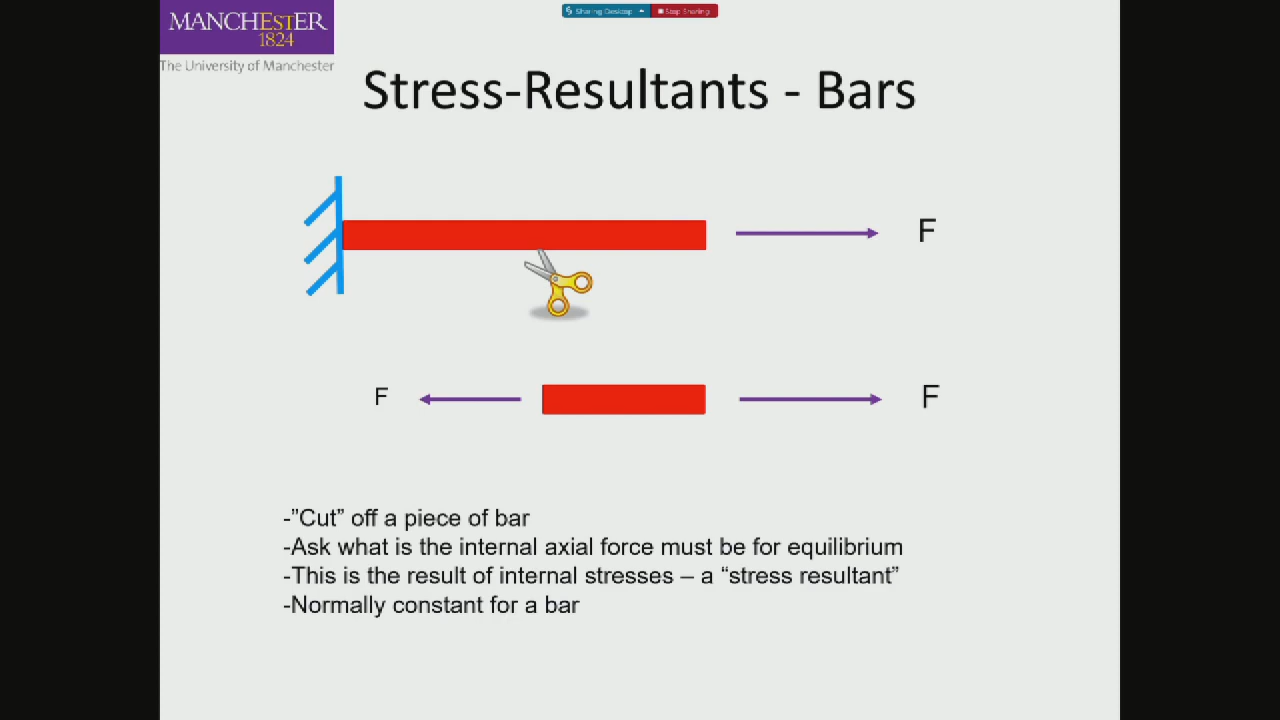 Sharing Desktop Stop Sharing
MANCHESTER
1824
The University of Manchester
Stress-Resultants - Bars
F
F
F
-”Cut” off a piece of bar
-Ask what is the internal axial force must be for equilibrium
-This is the result of internal stresses – a “stress resultant”
-Normally constant for a bar